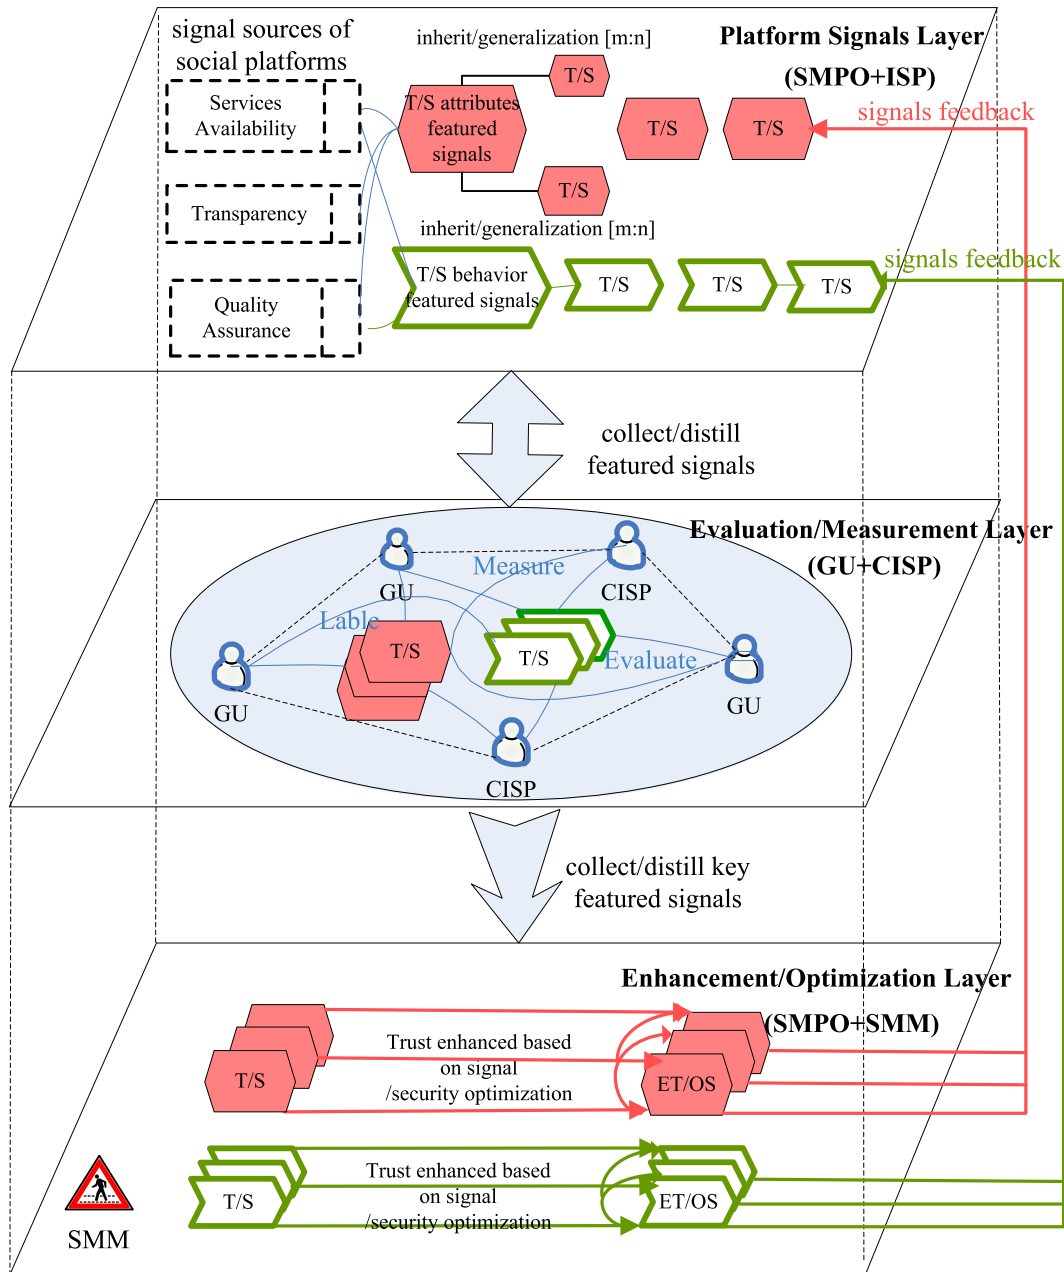 signal sources of
social platforms
inherit/generalization [m:n]
Platform Signals Layer
(SMPO+ISP)
Services
Availability
T/S attributes
featured
signals
T/S
T/S
T/S
signals feedback
Transparency
T/S
inherit/generalization [m:n]
signals feedback
Quality
Assurance
T/S behavior
featured signals
T/S
T/S
T/S
collect/distill
featured signals
Evaluation/Measurement Layer
(GU+CISP)
GU
Measure
CISP
Lable
T/S
T/S
Evaluate
GU
GU
CISP
collect/distill key
featured signals
Enhancement/Optimization Layer
(SMPO+SMM)
T/S
Trust enhanced based
on signal
/security optimization
ET/OS
T/S
Trust enhanced based
on signal
/security optimization
ET/OS
SMM